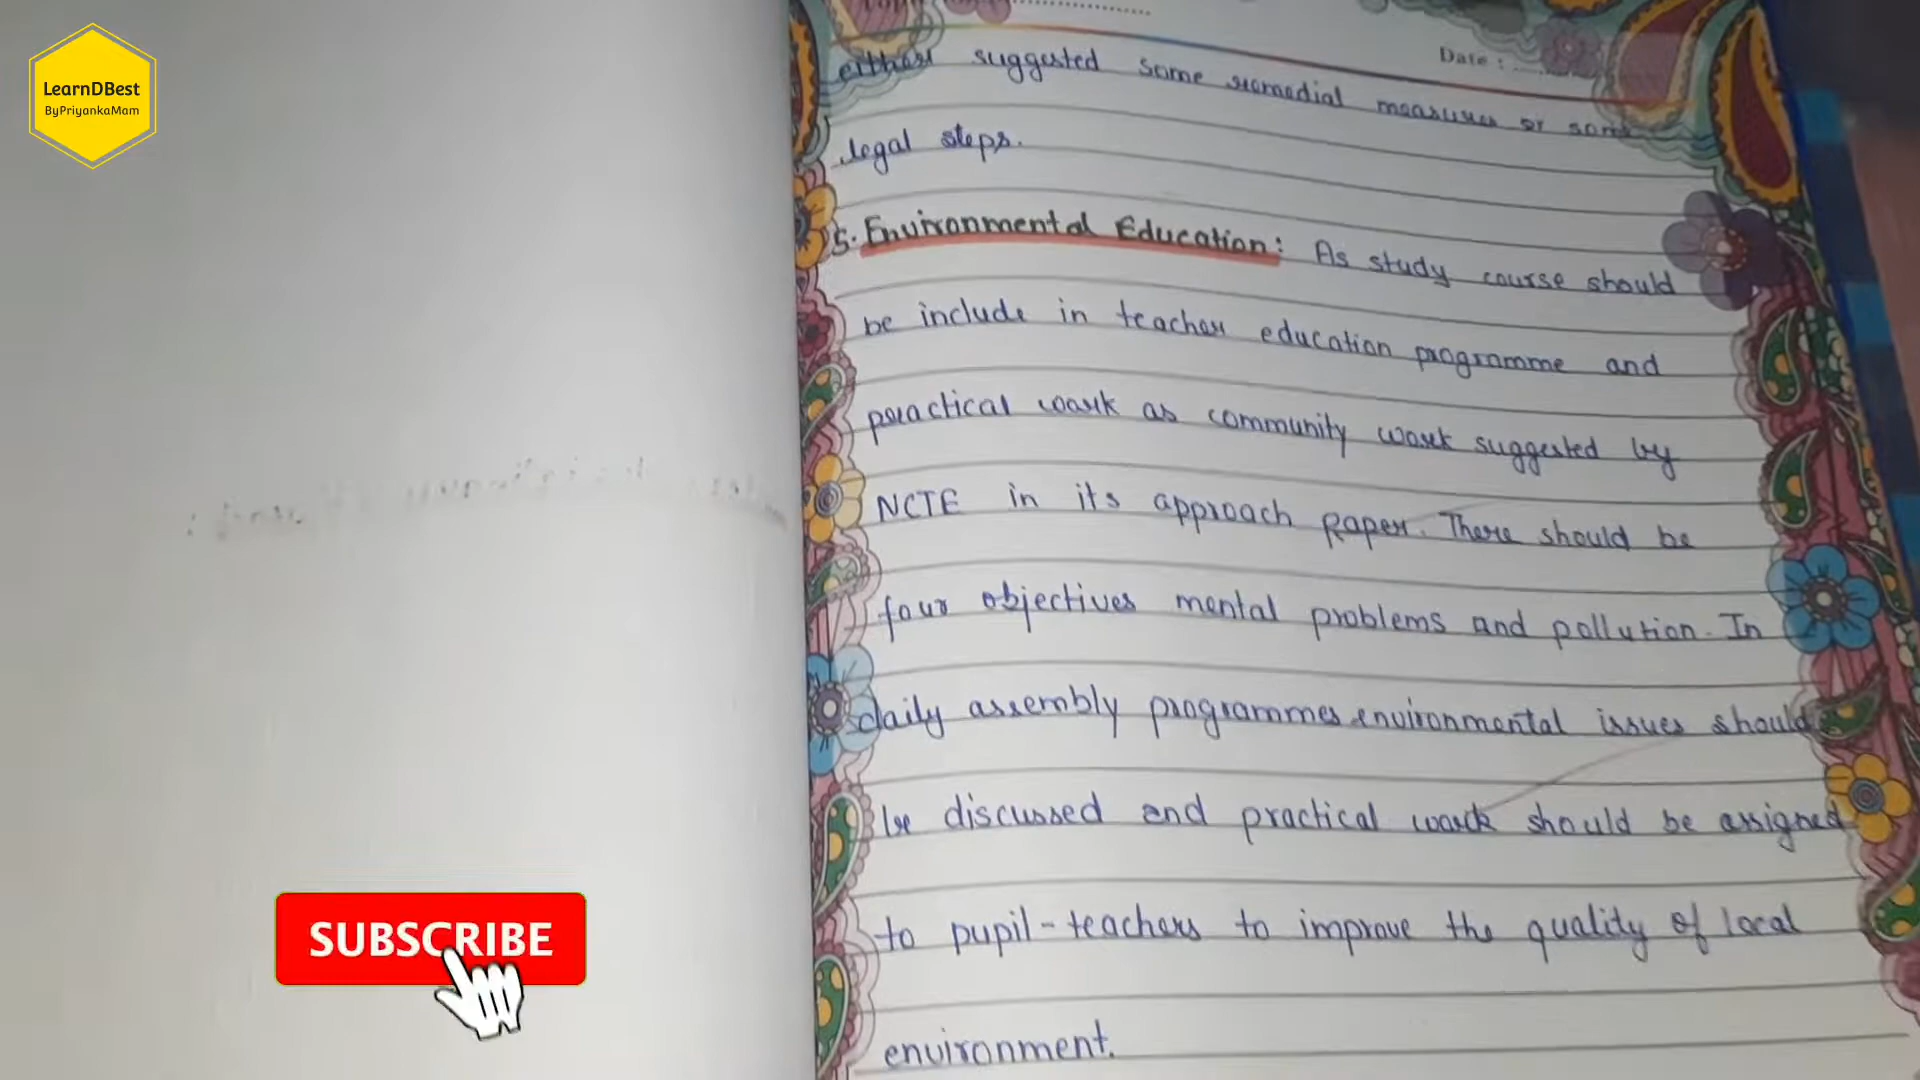 LearnDBest
ByPriyankaMam
Date :
either suggested some remedial measures or some
legal steps.
5. Environmental Education: As study course should
be include in teacher education programme and
practical work as community work suggested by
NCTE in its approach paper. There should be
four objectives mental problems and pollution. In
daily assembly programmes environmental issues should
be discussed and practical work should be assigned
to pupil-teachers to improve the quality of local
environment.
SUBSCRIBE